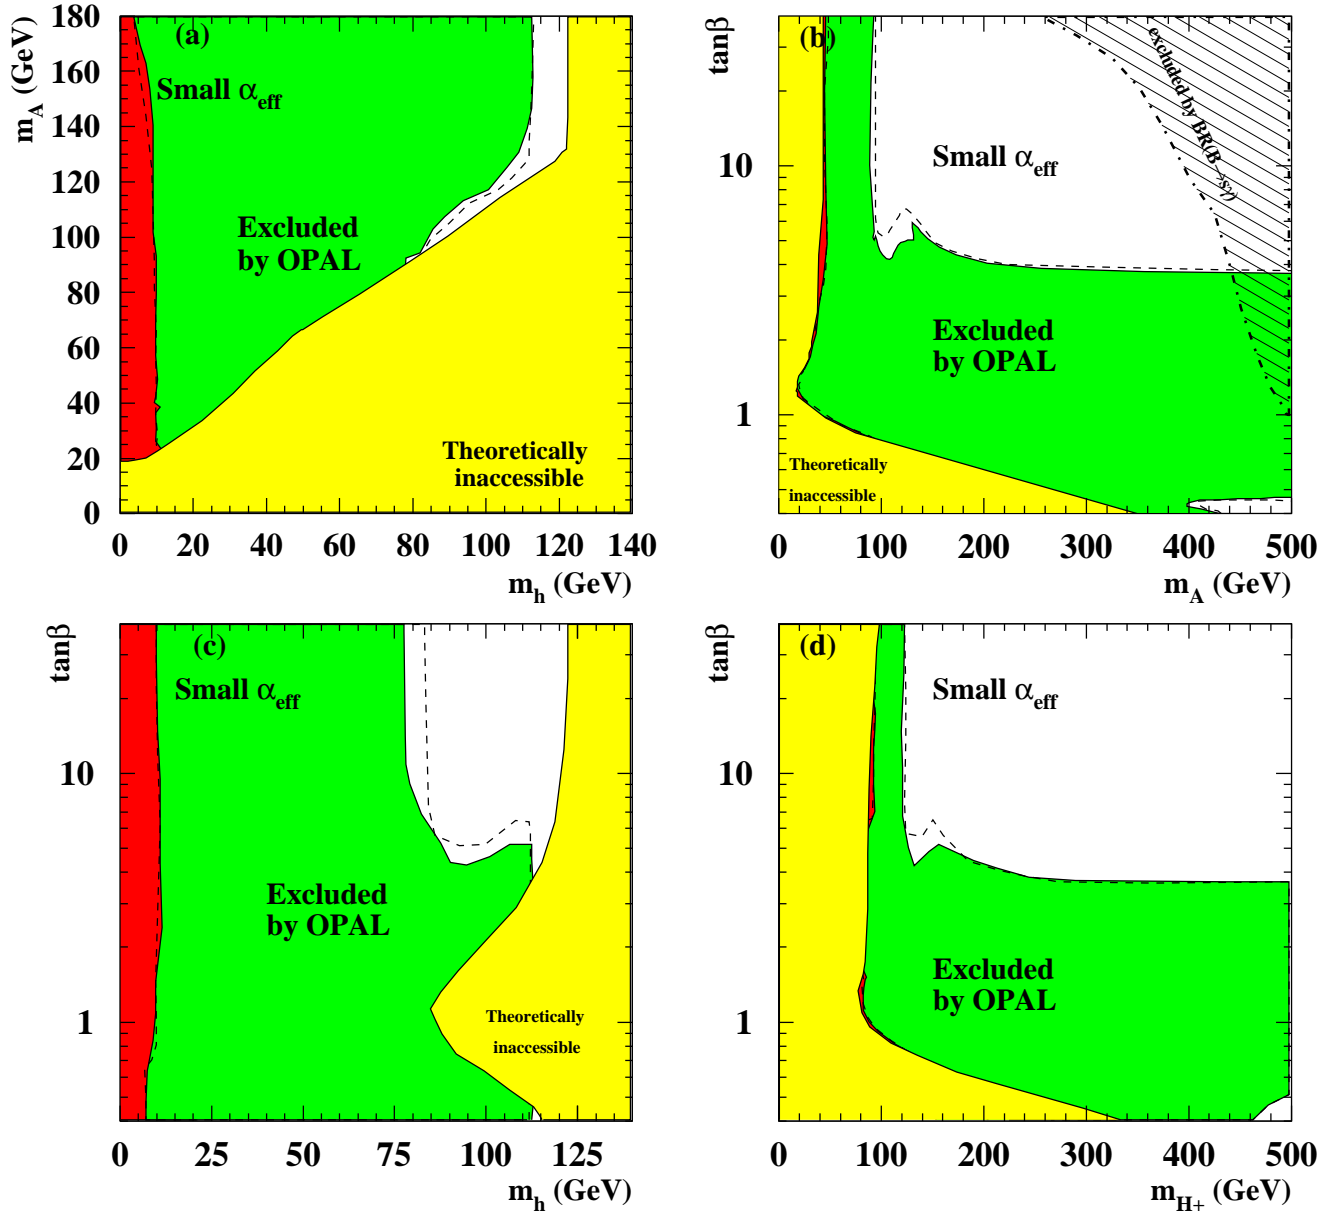 180
160
140
120
100
80
60
40
20
0
m_A (GeV)
(a)
Small α_eff
Excluded
by OPAL
Theoretically
inaccessible
0 20 40 60 80 100 120 140
m_h (GeV)
tanβ
10
1
(b)
Small α_eff
excluded by BR(B→sγ)
Excluded
by OPAL
Theoretically
inaccessible
0 100 200 300 400 500
m_A (GeV)
tanβ
10
1
(c)
Small α_eff
Excluded
by OPAL
Theoretically
inaccessible
0 25 50 75 100 125
m_h (GeV)
tanβ
10
1
(d)
Small α_eff
Excluded
by OPAL
0 100 200 300 400 500
m_H+ (GeV)